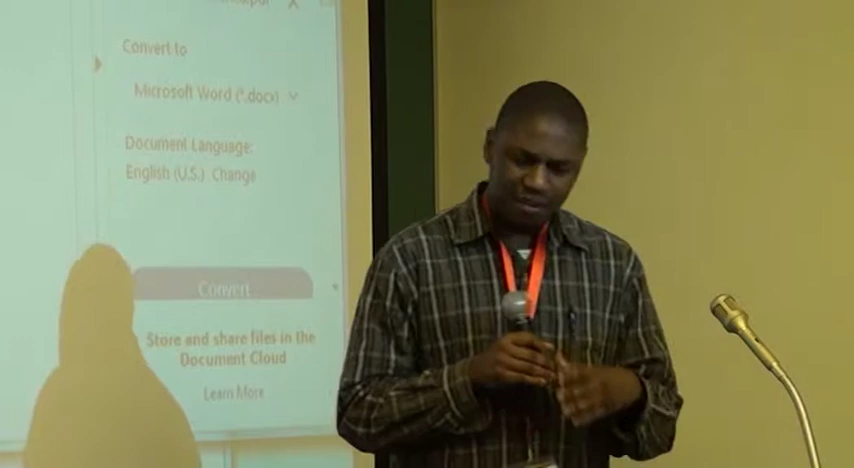 Convert to
Microsoft Word (*.docx)
Document Language:
English (U.S.) Change
Convert
Store and share files in the
Document Cloud
Learn More